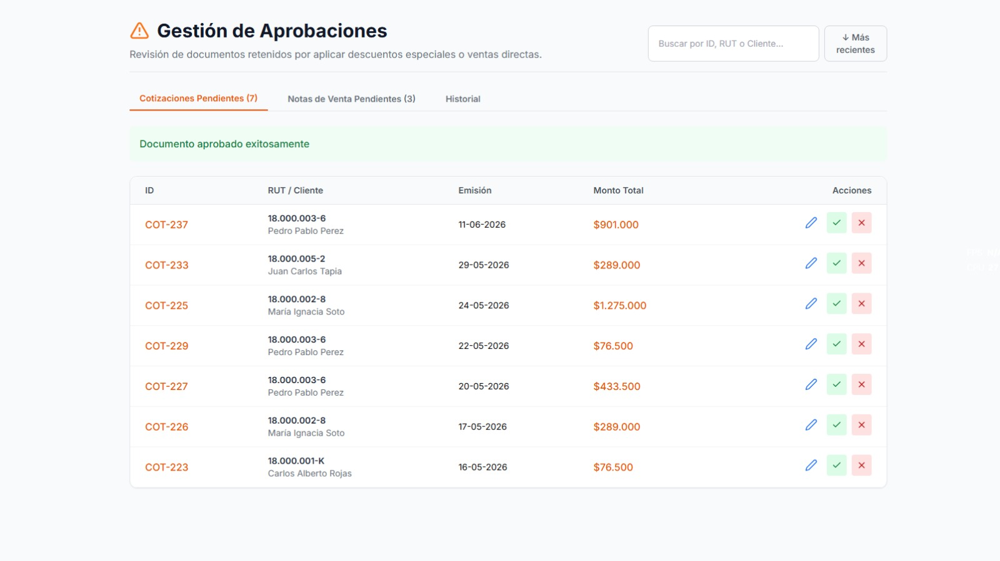 Gestión de Aprobaciones
Revisión de documentos retenidos por aplicar descuentos especiales o ventas directas.
Buscar por ID, RUT o Cliente...
↓ Más
recientes
Cotizaciones Pendientes (7)
Notas de Venta Pendientes (3)
Historial
Documento aprobado exitosamente
ID RUT / Cliente Emisión Monto Total Acciones
COT-237 18.000.003-6 11-06-2026 $901.000
Pedro Pablo Perez
COT-233 18.000.005-2 29-05-2026 $289.000
Juan Carlos Tapia
COT-225 18.000.002-8 24-05-2026 $1.275.000
María Ignacia Soto
COT-229 18.000.003-6 22-05-2026 $76.500
Pedro Pablo Perez
COT-227 18.000.003-6 20-05-2026 $433.500
Pedro Pablo Perez
COT-226 18.000.002-8 17-05-2026 $289.000
María Ignacia Soto
COT-223 18.000.001-K 16-05-2026 $76.500
Carlos Alberto Rojas